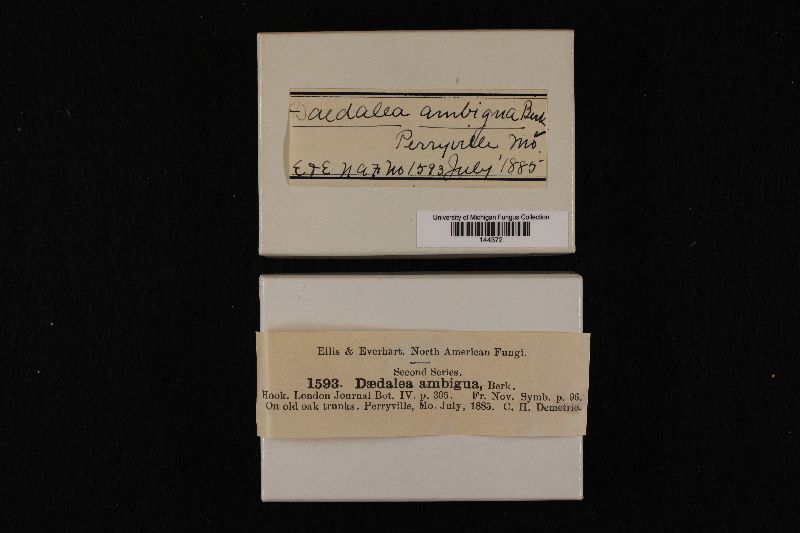 Daedalea ambigua Berk
Perryville Mo.
E & E N A F No 1593 July 1885
University of Michigan Fungus Collection
144372
Ellis & Everhart. North American Fungi.
Second Series.
1593. Dædalea ambigua, Berk.
Hook. London Journal Bot. IV. p. 305. Fr. Nov. Symb. p. 96.
On old oak trunks. Perryville, Mo. July, 1885. C. H. Demetrio.